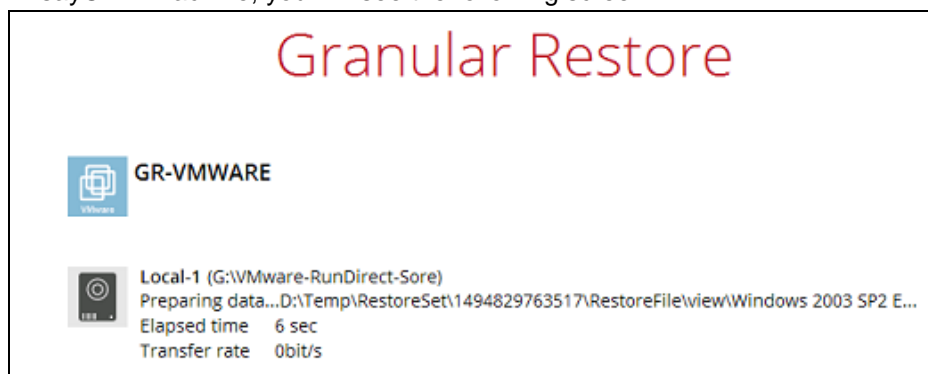 Granular Restore
GR-VMWARE
VMware
Local-1 (G:\VMware-RunDirect-Sore)
Preparing data...D:\Temp\RestoreSet\1494829763517\RestoreFile\view\Windows 2003 SP2 E...
Elapsed time 6 sec
Transfer rate 0bit/s